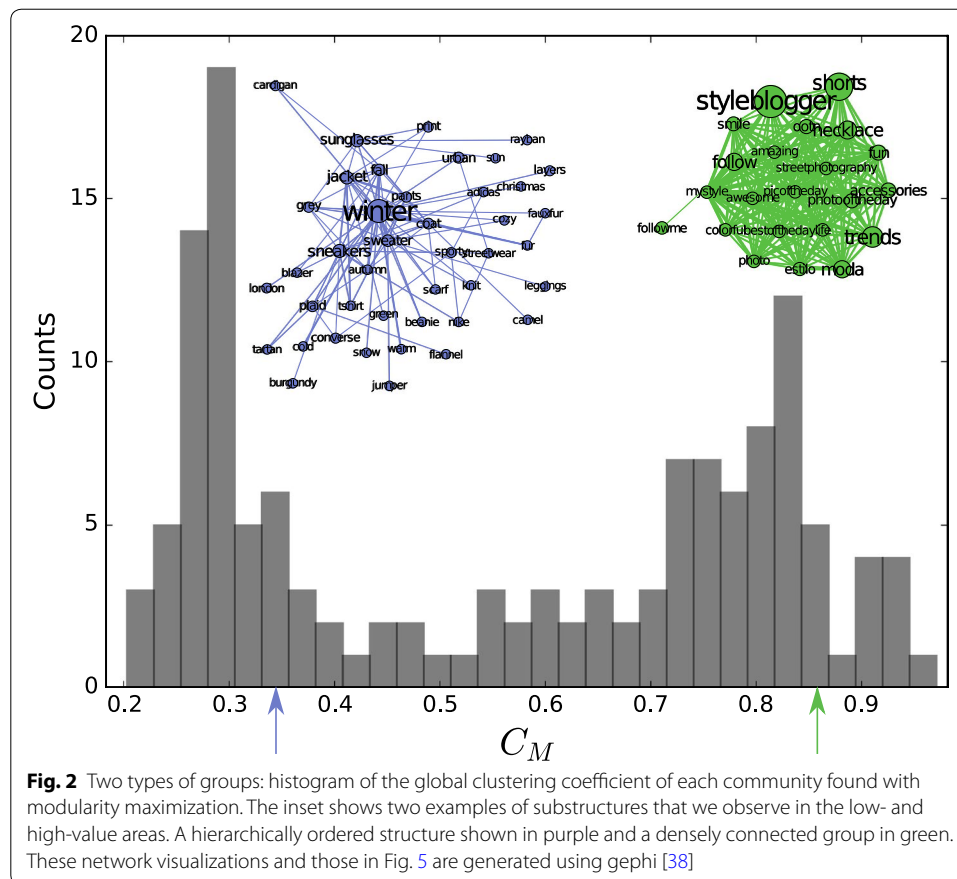 20
15
10
5
0
Counts
0.2 0.3 0.4 0.5 0.6 0.7 0.8 0.9
C_M
cardigan
sunglasses
print
rayban
urban
sun
fall
jacket
layers
pants
adidas
christmas
grey
winter
coat
cozy
fauxfur
sweater
sneakers
sporty
streetwear
fur
blazer
autumn
london
scarf
knit
leggings
plaid
tshirt
green
beanie
nike
camel
converse
tartan
cold
snow
warm
flannel
burgundy
jumper
shorts
styleblogger
smile
ootn
necklace
amazing
fun
follow
streetphotography
mystyle
awesome
picoftheday
accessories
photooftheday
followme
colorful
bestoftheday
life
trends
photo
estilo
moda
Fig. 2 Two types of groups: histogram of the global clustering coefficient of each community found with
modularity maximization. The inset shows two examples of substructures that we observe in the low- and
high-value areas. A hierarchically ordered structure shown in purple and a densely connected group in green.
These network visualizations and those in Fig. 5 are generated using gephi [38]